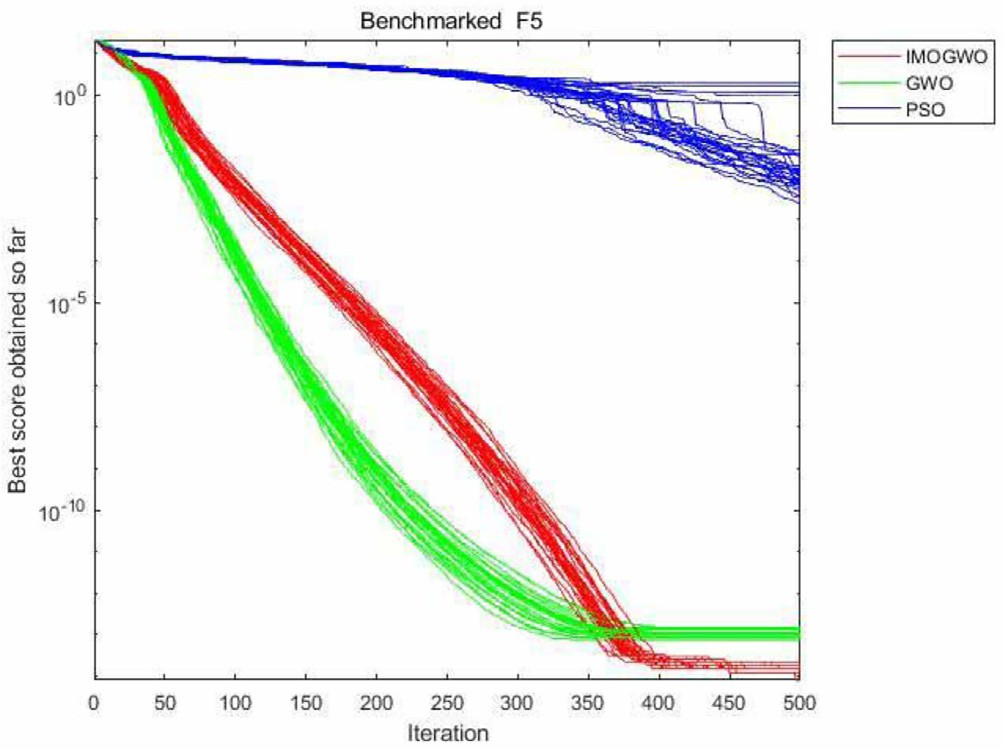 Benchmarked F5
IMOGWO
GWO
PSO
Best score obtained so far
10^0
10^-5
10^-10
0 50 100 150 200 250 300 350 400 450 500
Iteration